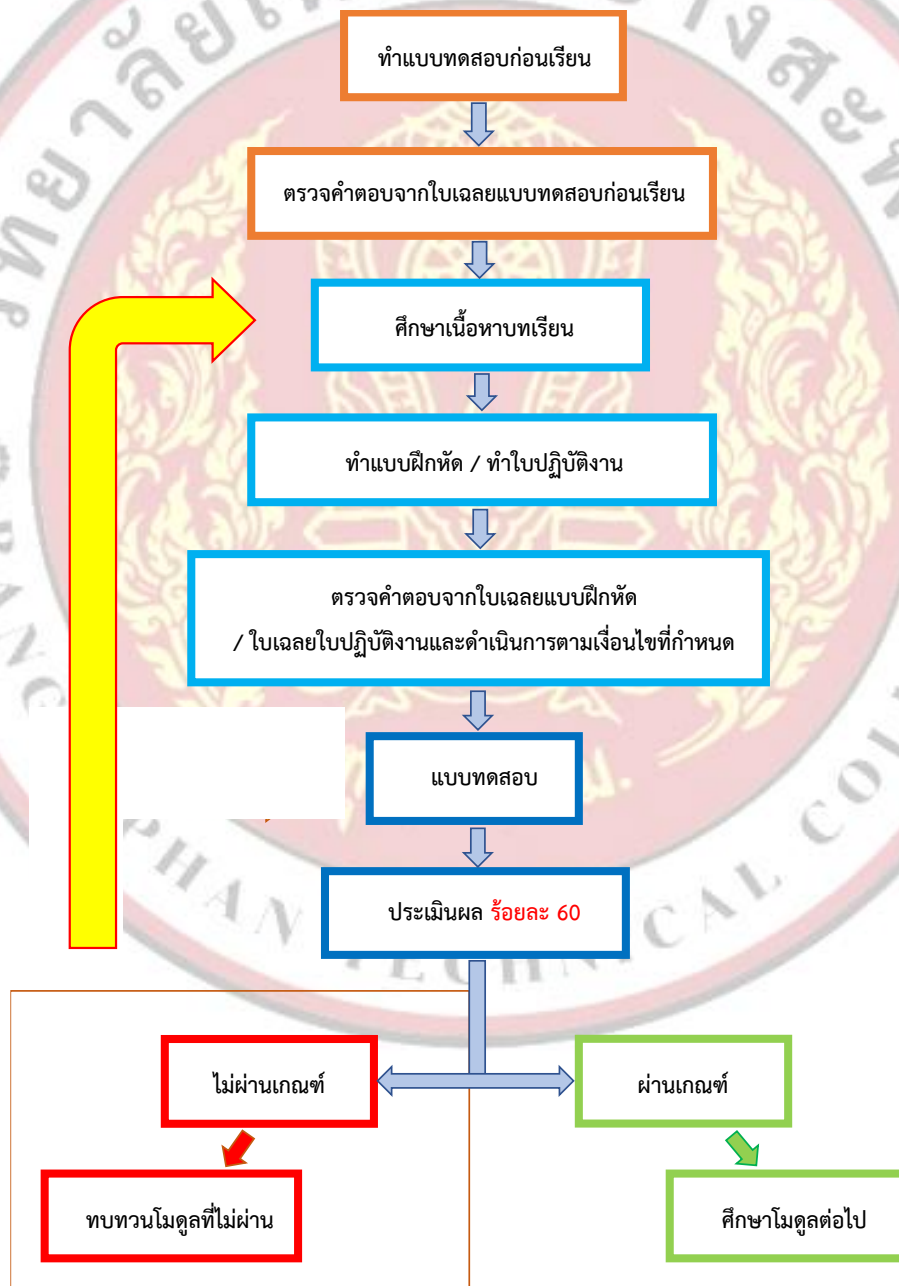 ทำแบบทดสอบก่อนเรียน
ตรวจคำตอบจากใบเฉลยแบบทดสอบก่อนเรียน
ศึกษาเนื้อหาบทเรียน
ทำแบบฝึกหัด / ทำใบปฏิบัติงาน
ตรวจคำตอบจากใบเฉลยแบบฝึกหัด
/ ใบเฉลยใบปฏิบัติงานและดำเนินการตามเงื่อนไขที่กำหนด
แบบทดสอบ
ประเมินผล ร้อยละ 60
ไม่ผ่านเกณฑ์
ผ่านเกณฑ์
ทบทวนโมดูลที่ไม่ผ่าน
ศึกษาโมดูลต่อไป
TECHNICAL